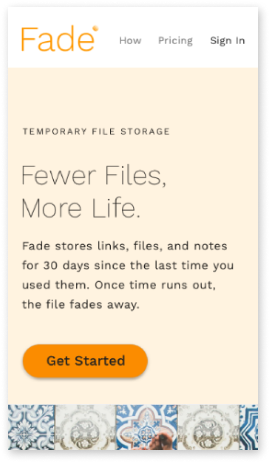 Fade
How Pricing Sign In
TEMPORARY FILE STORAGE
Fewer Files,
More Life.
Fade stores links, files, and notes
for 30 days since the last time you
used them. Once time runs out,
the file fades away.
Get Started